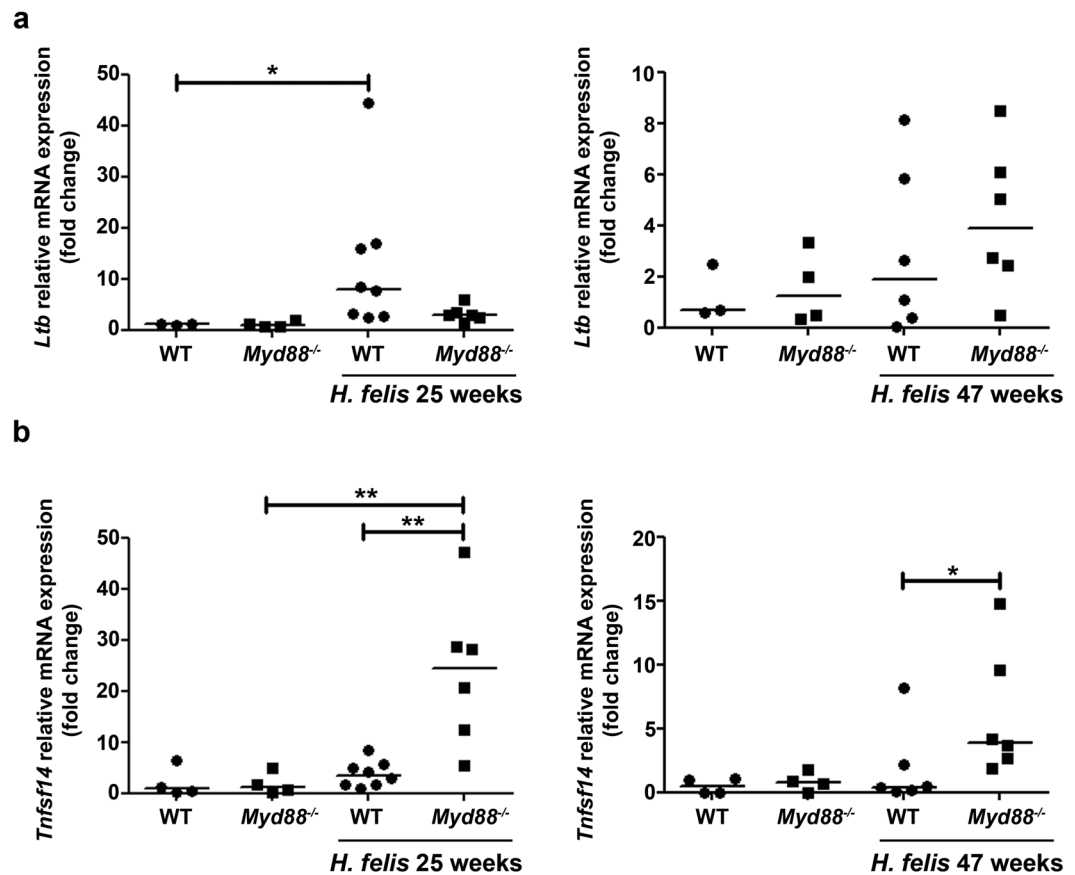 a
Ltb relative mRNA expression
(fold change)
50
40
30
20
10
0
*
WT
Myd88-/-
WT
Myd88-/-
H. felis 25 weeks
Ltb relative mRNA expression
(fold change)
10
8
6
4
2
0
WT
Myd88-/-
WT
Myd88-/-
H. felis 47 weeks
b
Tnfsf14 relative mRNA expression
(fold change)
50
40
30
20
10
0
**
**
WT
Myd88-/-
WT
Myd88-/-
H. felis 25 weeks
Tnfsf14 relative mRNA expression
(fold change)
20
15
10
5
0
*
WT
Myd88-/-
WT
Myd88-/-
H. felis 47 weeks